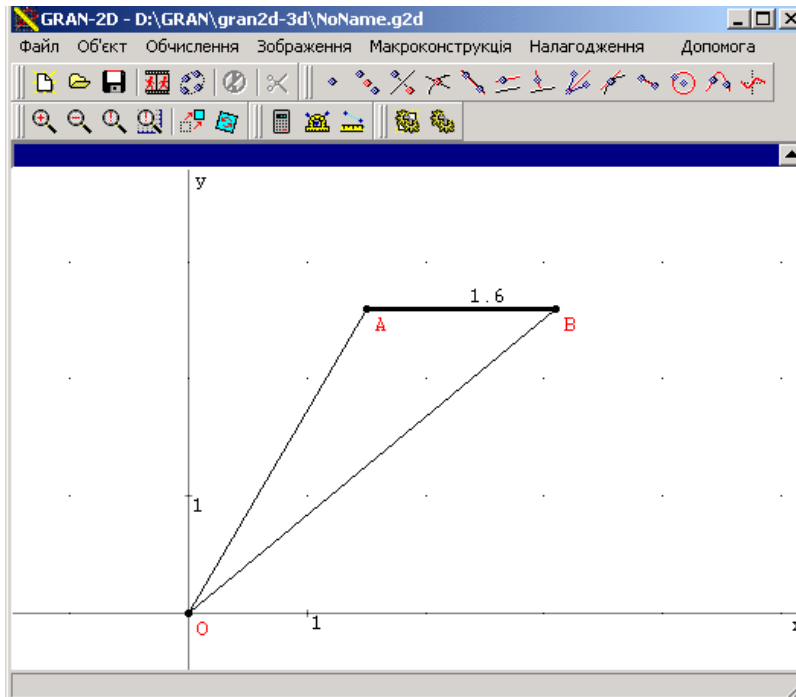 GRAN-2D - D:\GRAN\gran2d-3d\NoName.g2d
Файл Об'єкт Обчислення Зображення Макроконструкція Налагодження Допомога
y
1.6
A B
1
O 1 x